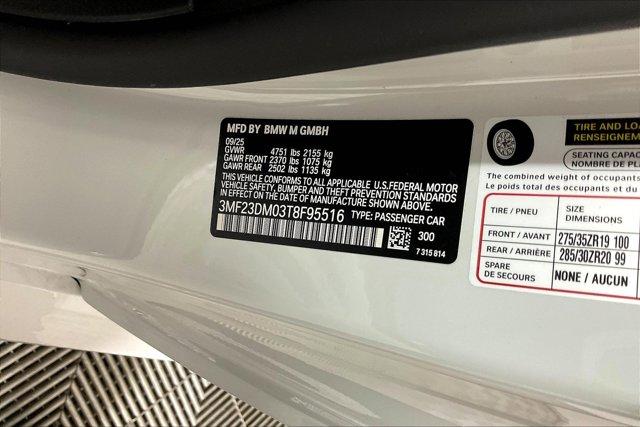 MFD BY BMW M GMBH
09/25
GVWR 4751 lbs 2155 kg
GAWR FRONT 2370 lbs 1075 kg
GAWR REAR 2502 lbs 1135 kg
THIS VEHICLE CONFORMS TO ALL APPLICABLE U.S.FEDERAL MOTOR
VEHICLE SAFETY, BUMPER AND THEFT PREVENTION STANDARDS
IN EFFECT ON THE DATE OF MANUFACTURE SHOWN ABOVE.
3MF23DM03T8F95516 TYPE: PASSENGER CAR
300
7 315 814
TIRE AND LOA
RENSEIGNEM
SEATING CAPAC
NOMBRE DE PL
The combined weight of occupants
Le poids total des occupants
TIRE / PNEU SIZE
DIMENSIONS
FRONT / AVANT 275/35ZR19 100
REAR / ARRIÈRE 285/30ZR20 99
SPARE
DE SECOURS NONE / AUCUN